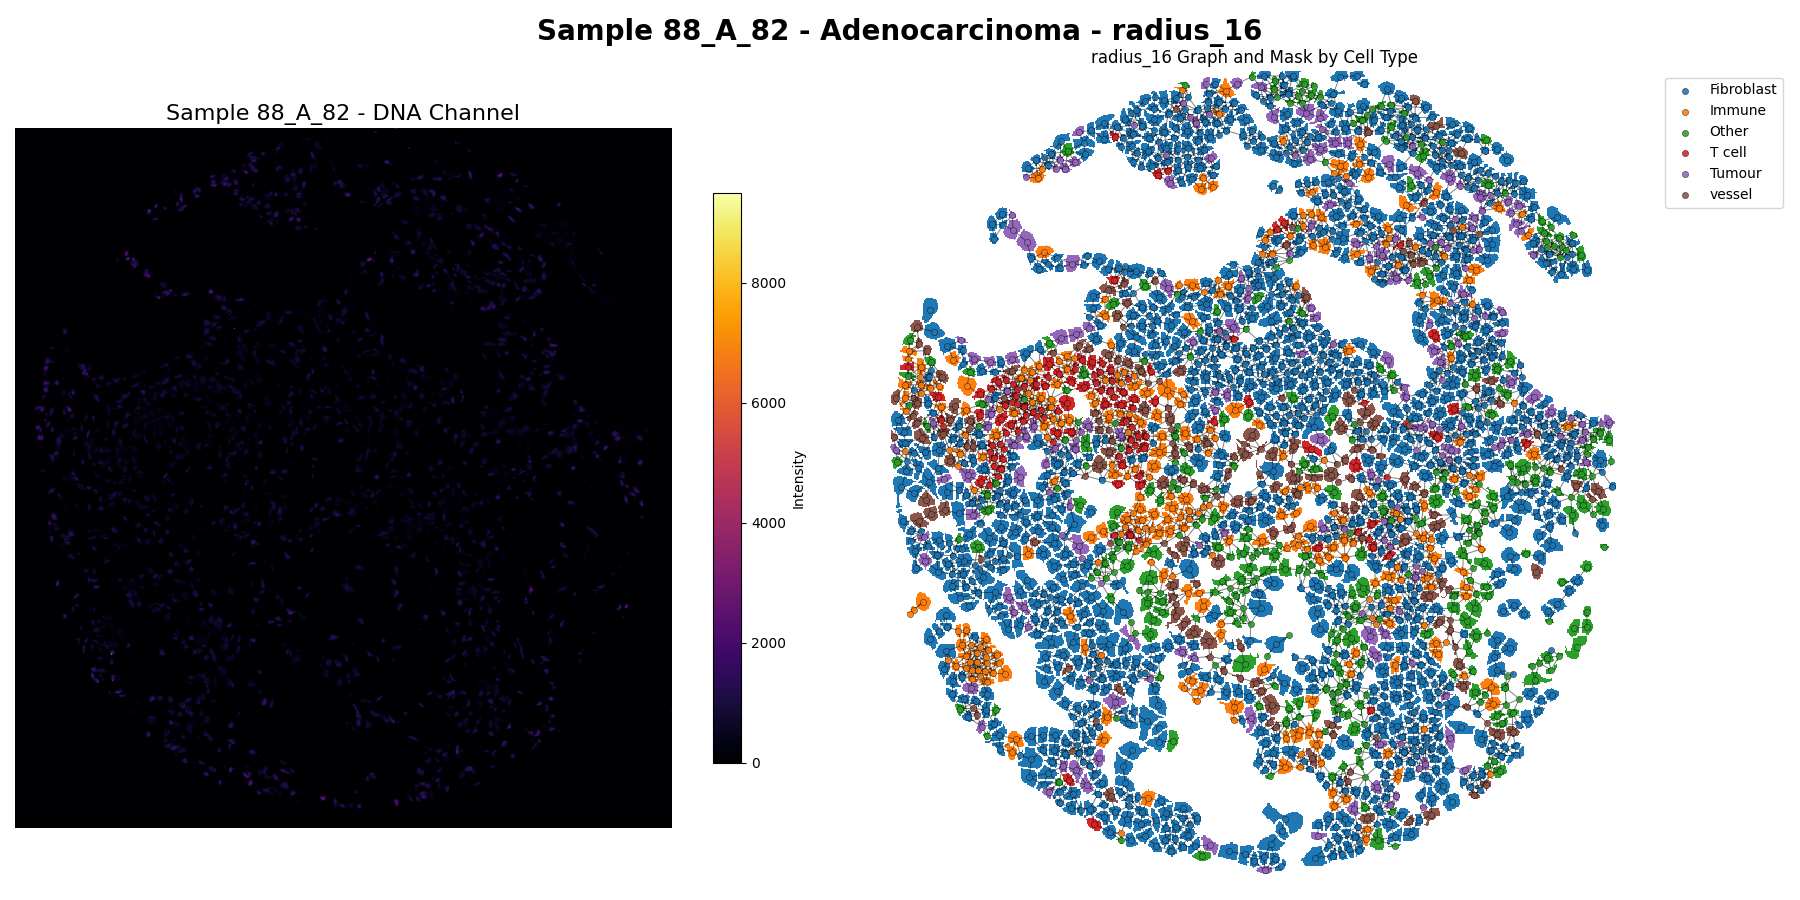 Sample 88_A_82 - Adenocarcinoma - radius_16
Sample 88_A_82 - DNA Channel
8000
6000
4000
2000
0
Intensity
radius_16 Graph and Mask by Cell Type
Fibroblast
Immune
Other
T cell
Tumour
vessel